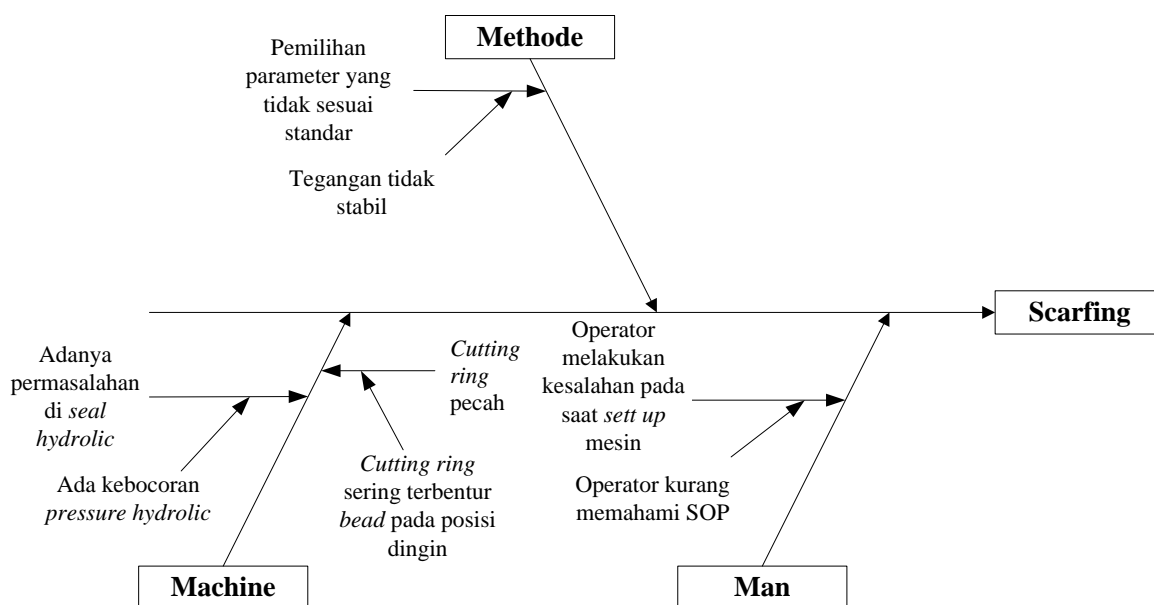 Methode
Pemilihan
parameter yang
tidak sesuai
standar
Tegangan tidak
stabil
Scarfing
Adanya
permasalahan
di seal
hydrolic
Ada kebocoran
pressure hydrolic
Cutting
ring
pecah
Cutting ring
sering terbentur
bead pada posisi
dingin
Machine
Operator
melakukan
kesalahan pada
saat sett up
mesin
Operator kurang
memahami SOP
Man